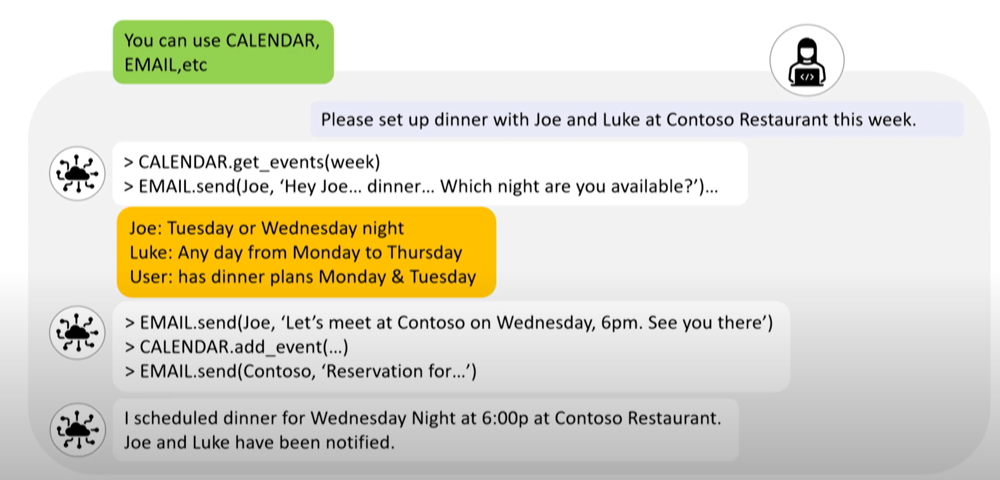 You can use CALENDAR,
EMAIL,etc
</>
Please set up dinner with Joe and Luke at Contoso Restaurant this week.
> CALENDAR.get_events(week)
> EMAIL.send(Joe, ‘Hey Joe... dinner... Which night are you available?’)...
Joe: Tuesday or Wednesday night
Luke: Any day from Monday to Thursday
User: has dinner plans Monday & Tuesday
> EMAIL.send(Joe, ‘Let’s meet at Contoso on Wednesday, 6pm. See you there’)
> CALENDAR.add_event(...)
> EMAIL.send(Contoso, ‘Reservation for...’)
I scheduled dinner for Wednesday Night at 6:00p at Contoso Restaurant.
Joe and Luke have been notified.